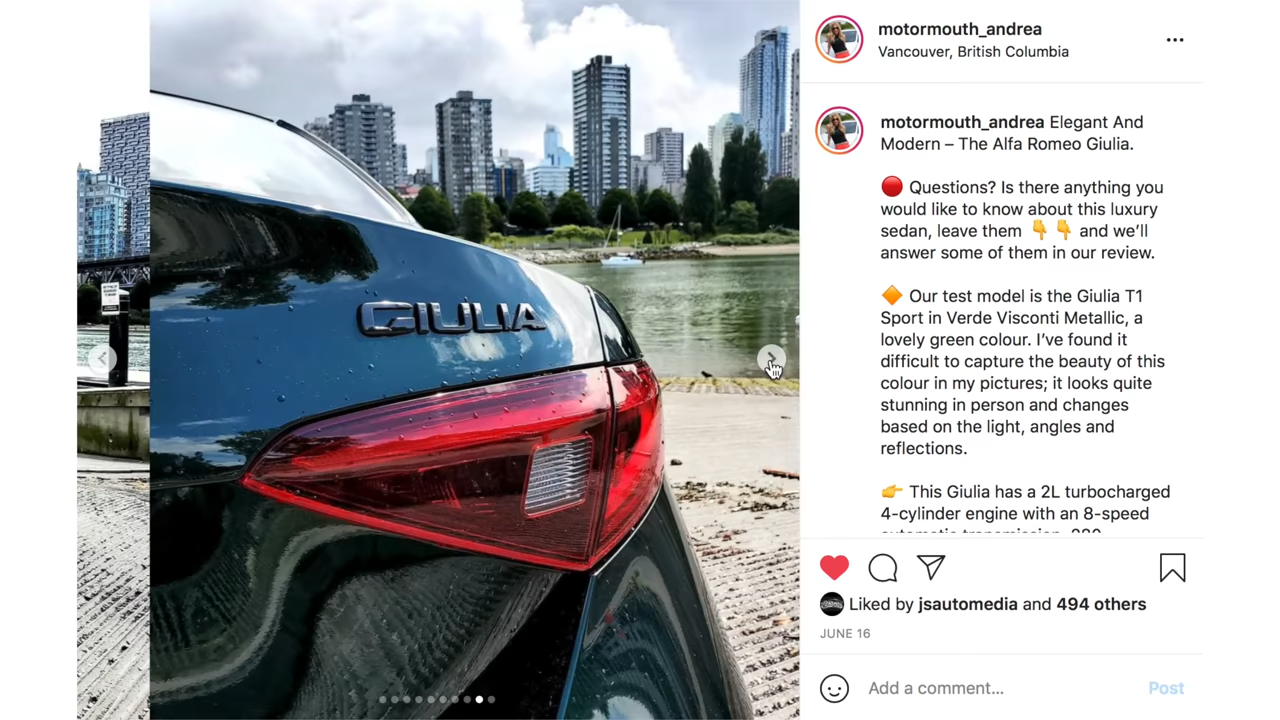 GIULIA
motormouth_andrea
Vancouver, British Columbia
motormouth_andrea Elegant And
Modern – The Alfa Romeo Giulia.
🔴 Questions? Is there anything you
would like to know about this luxury
sedan, leave them 👇 👇 and we’ll
answer some of them in our review.
🔶 Our test model is the Giulia T1
Sport in Verde Visconti Metallic, a
lovely green colour. I’ve found it
difficult to capture the beauty of this
colour in my pictures; it looks quite
stunning in person and changes
based on the light, angles and
reflections.
👉 This Giulia has a 2L turbocharged
4-cylinder engine with an 8-speed
automatic transmission, 280
Liked by jsautomedia and 494 others
JUNE 16
Add a comment...
Post